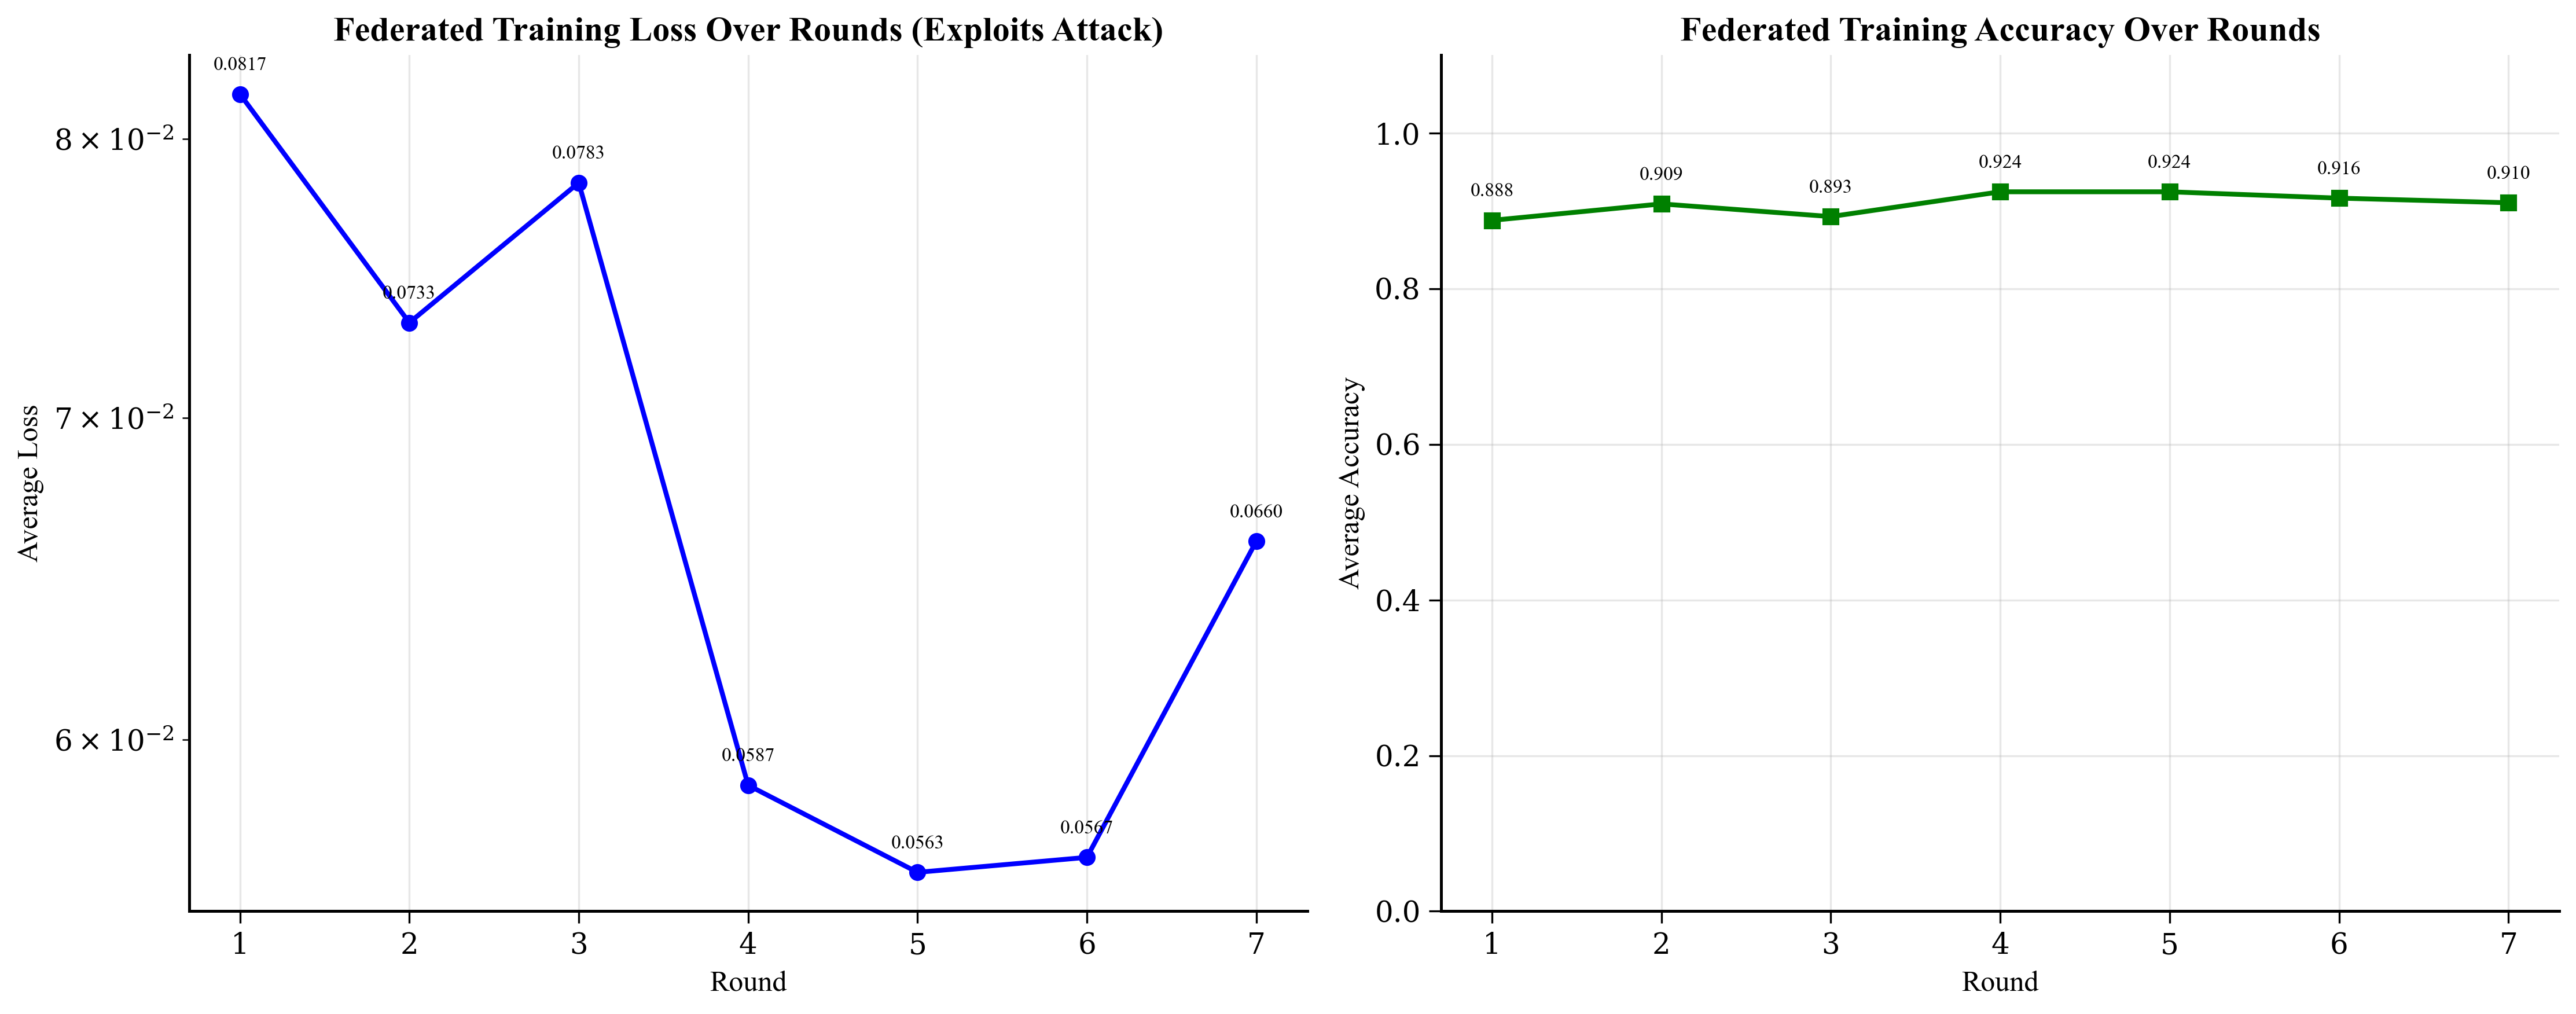 Federated Training Loss Over Rounds (Exploits Attack)
Average Loss
8 × 10⁻²
7 × 10⁻²
6 × 10⁻²
0.0817
0.0733
0.0783
0.0587
0.0563
0.0567
0.0660
1 2 3 4 5 6 7
Round
Federated Training Accuracy Over Rounds
Average Accuracy
1.0
0.8
0.6
0.4
0.2
0.0
0.888
0.909
0.893
0.924
0.924
0.916
0.910
1 2 3 4 5 6 7
Round